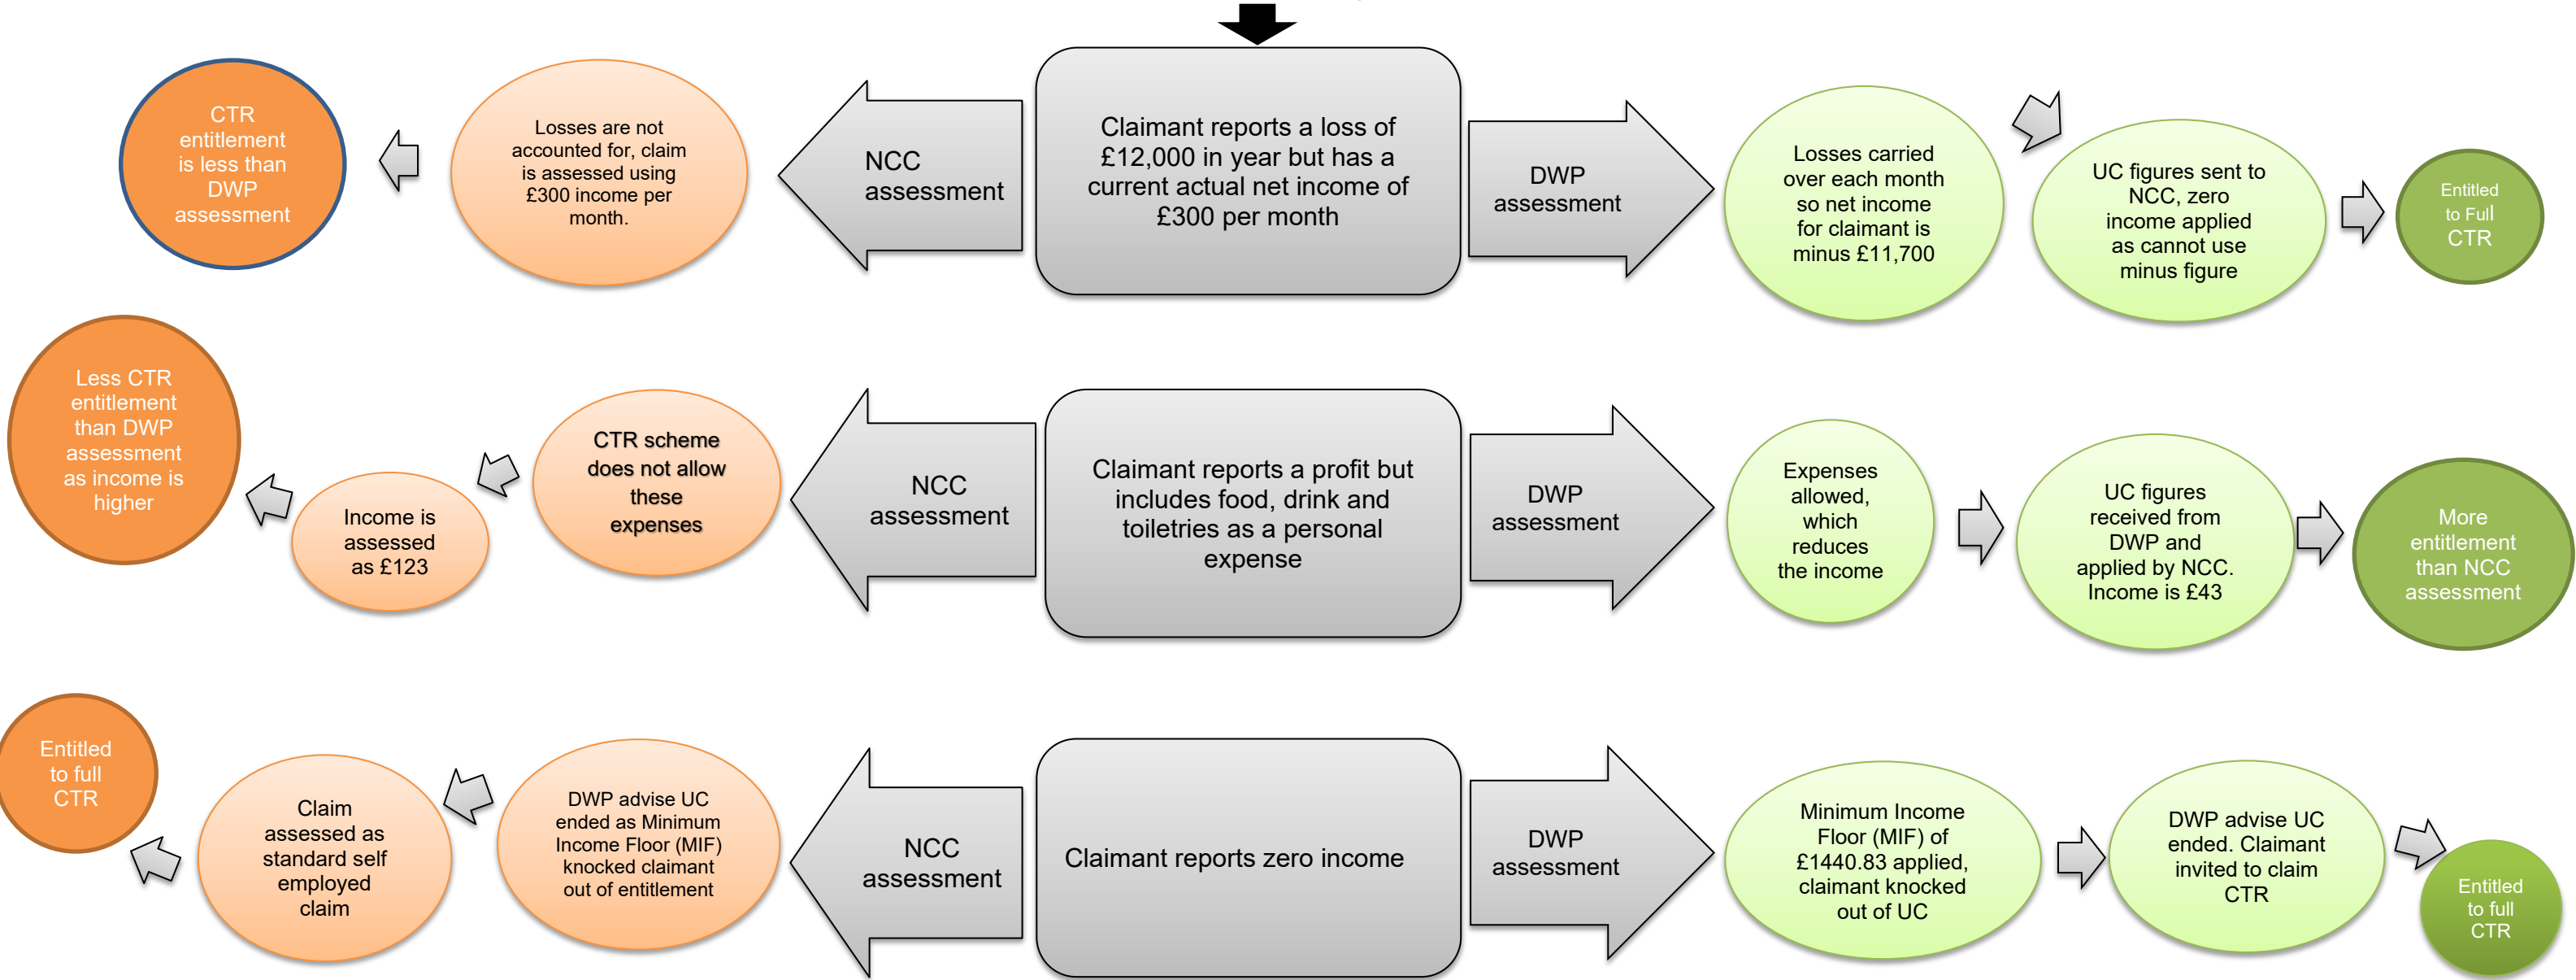 CTR
entitlement
is less than
DWP
assessment
Losses are not
accounted for, claim
is assessed using
£300 income per
month.
NCC
assessment
Claimant reports a loss of
£12,000 in year but has a
current actual net income of
£300 per month
DWP
assessment
Losses carried
over each month
so net income
for claimant is
minus £11,700
UC figures sent to
NCC, zero
income applied
as cannot use
minus figure
Entitled
to Full
CTR
Less CTR
entitlement
than DWP
assessment
as income is
higher
Income is
assessed
as £123
CTR scheme
does not allow
these
expenses
NCC
assessment
Claimant reports a profit but
includes food, drink and
toiletries as a personal
expense
DWP
assessment
Expenses
allowed,
which
reduces
the income
UC figures
received from
DWP and
applied by NCC.
Income is £43
More
entitlement
than NCC
assessment
Entitled
to full
CTR
Claim
assessed as
standard self
employed
claim
DWP advise UC
ended as Minimum
Income Floor (MIF)
knocked claimant
out of entitlement
NCC
assessment
Claimant reports zero income
DWP
assessment
Minimum Income
Floor (MIF) of
£1440.83 applied,
claimant knocked
out of UC
DWP advise UC
ended. Claimant
invited to claim
CTR
Entitled
to full
CTR